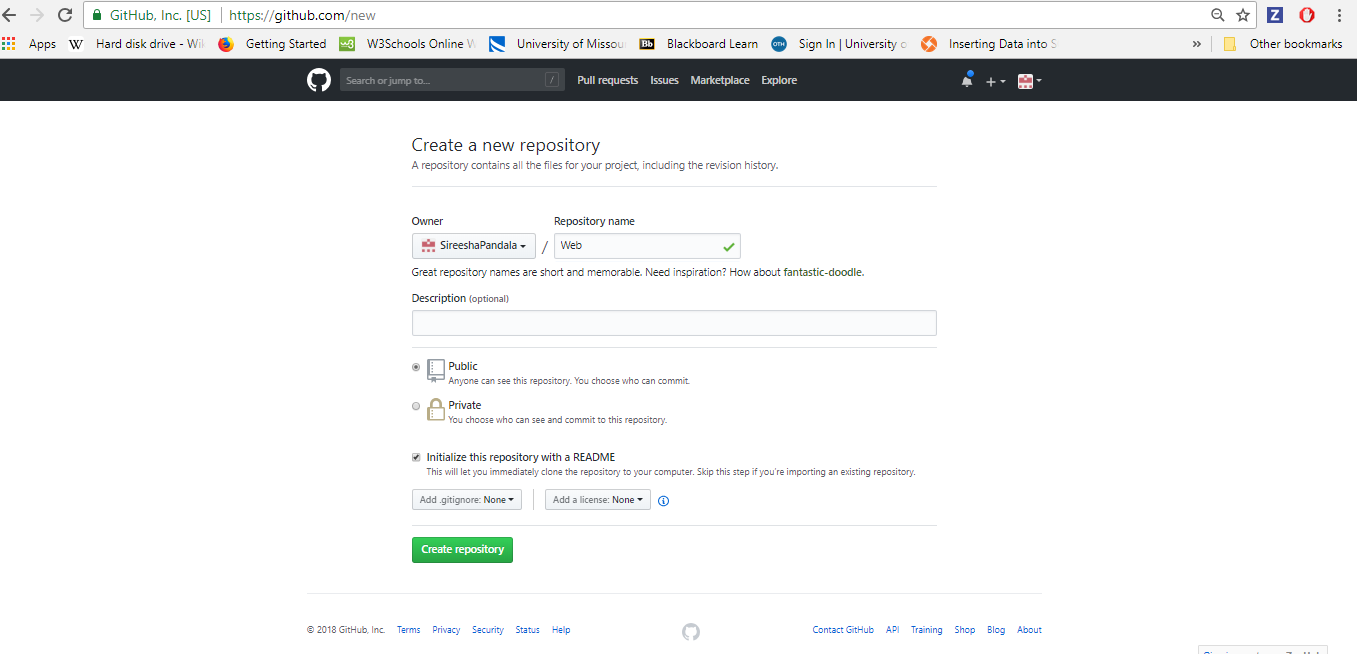 GitHub, Inc. [US] https://github.com/new
Z
Apps W Hard disk drive - Wik Getting Started w3 W3Schools Online W University of Missou Bb Blackboard Learn OTH Sign In | University o Inserting Data into S » Other bookmarks
Search or jump to... / Pull requests Issues Marketplace Explore
Create a new repository
A repository contains all the files for your project, including the revision history.
Owner Repository name
SireeshaPandala / Web
Great repository names are short and memorable. Need inspiration? How about fantastic-doodle.
Description (optional)
Public
Anyone can see this repository. You choose who can commit.
Private
You choose who can see and commit to this repository.
Initialize this repository with a README
This will let you immediately clone the repository to your computer. Skip this step if you're importing an existing repository.
Add .gitignore: None Add a license: None
Create repository
© 2018 GitHub, Inc. Terms Privacy Security Status Help Contact GitHub API Training Shop Blog About